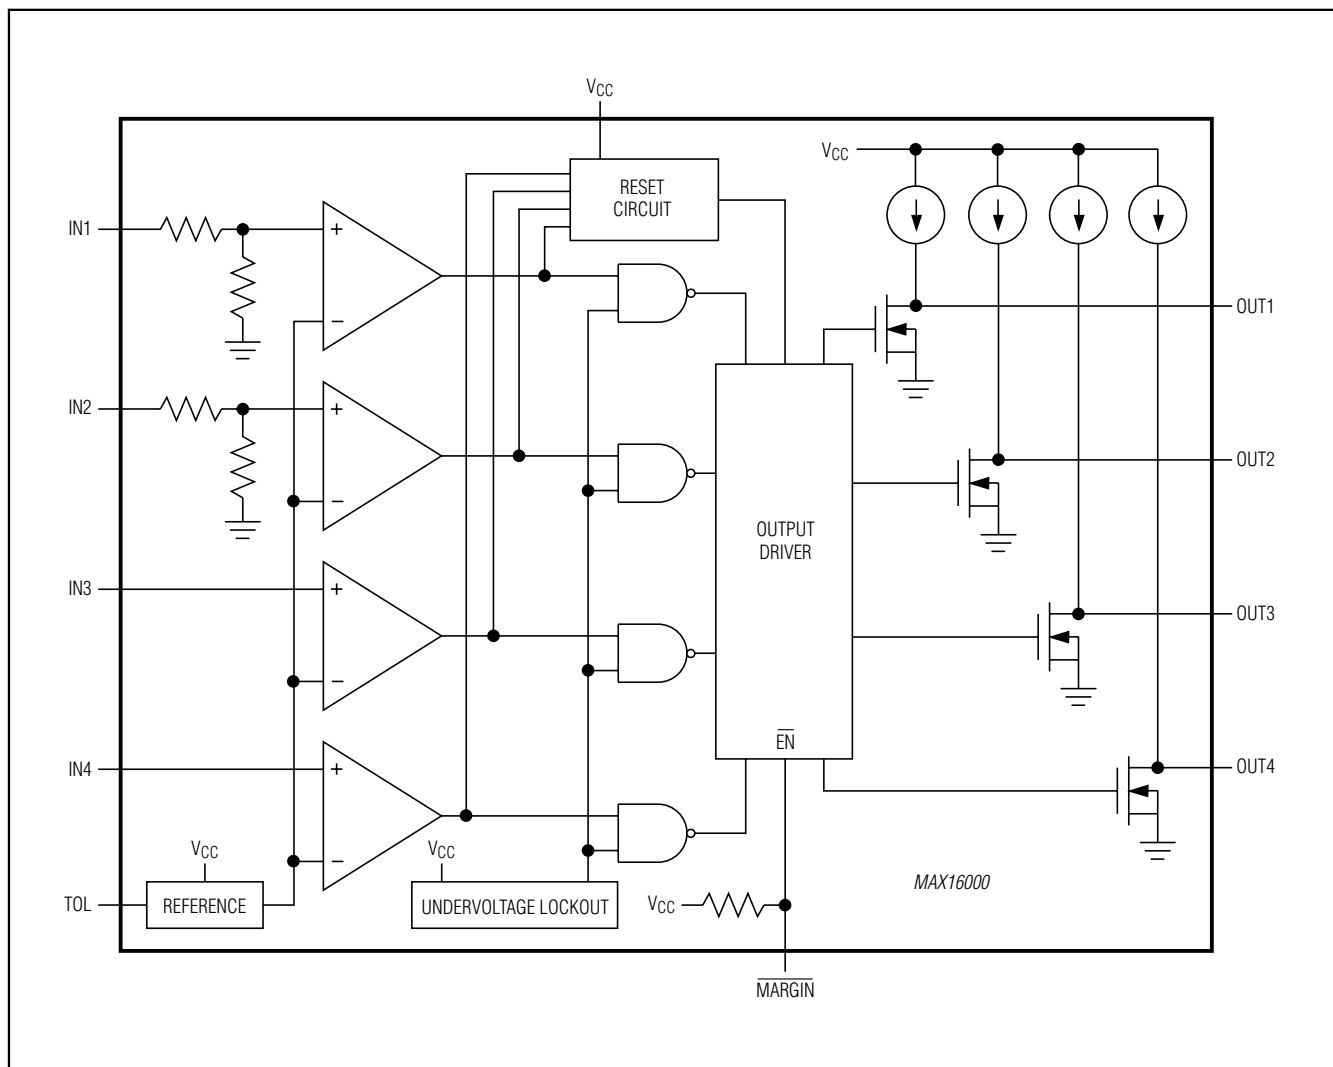 VCC
VCC
RESET
CIRCUIT
IN1
+
−
OUT1
IN2
+
−
OUT2
OUTPUT
DRIVER
IN3
+
−
OUT3
EN
IN4
+
−
OUT4
VCC
VCC
MAX16000
TOL
REFERENCE
UNDERVOLTAGE LOCKOUT
VCC
MARGIN